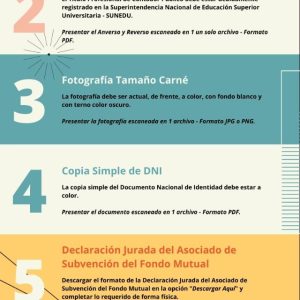 2
registrado en la Superintendencia Nacional de Educación Superior
Universitaria - SUNEDU.
Presentar el Anverso y Reverso escaneado en 1 un solo archivo - Formato
PDF.
3
Fotografía Tamaño Carné
La fotografía debe ser actual, de frente, a color, con fondo blanco y
con terno color oscuro.
Presentar la fotografía escaneada en 1 archivo - Formato JPG o PNG.
4
Copia Simple de DNI
La copia simple del Documento Nacional de Identidad debe estar a
color.
Presentar el documento escaneado en 1 archivo - Formato PDF.
5
Declaración Jurada del Asociado de
Subvención del Fondo Mutual
Descargar el formato de la Declaración Jurada del Asociado de
Subvención del Fondo Mutual en la opción "Descargar Aquí" y
completar lo requerido de forma física.